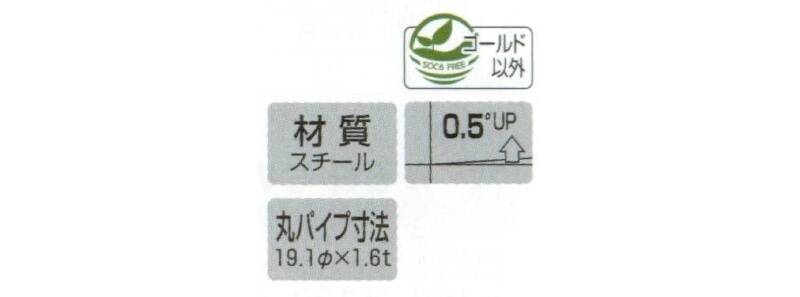 SOC6 FREE
ゴールド
以外
材質
スチール
0.5°UP
丸パイプ寸法
19.1φ×1.6t